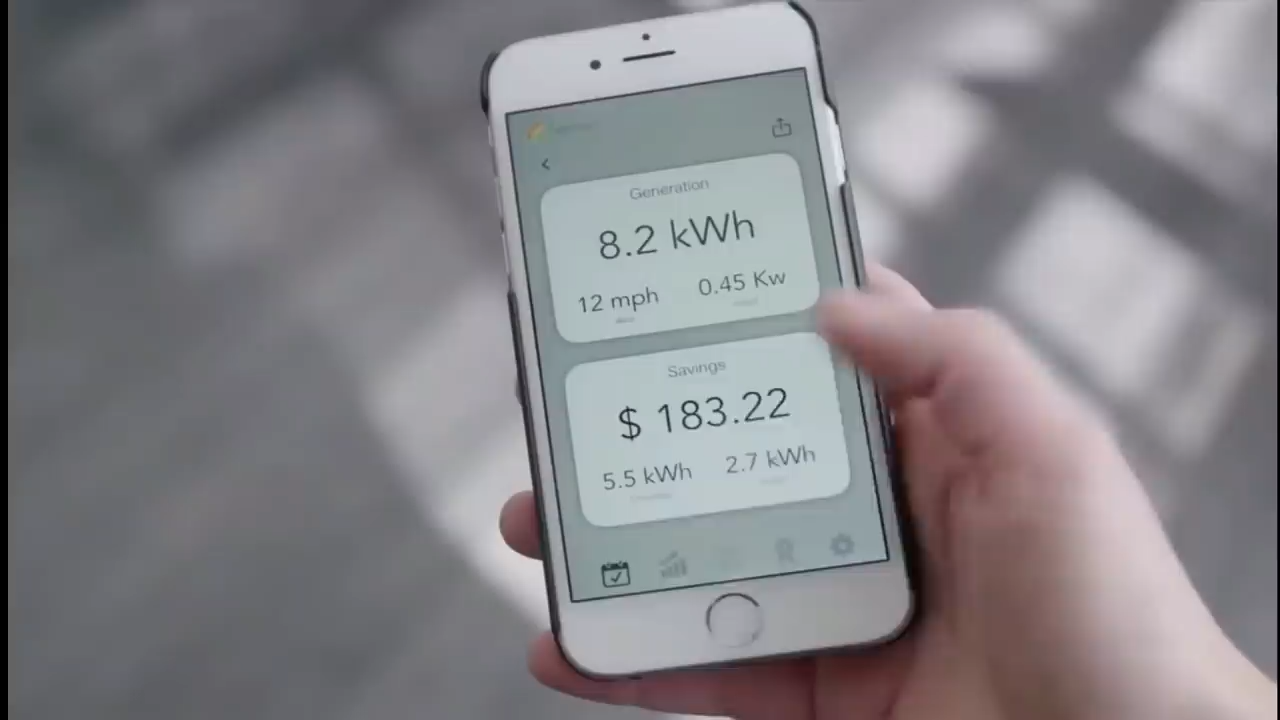 Generation
8.2 kWh
12 mph 0.45 Kw
Savings
$ 183.22
5.5 kWh 2.7 kWh